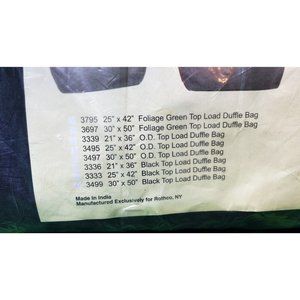 3795 25" x 42" Foliage Green Top Load Duffle Bag
3697 30" x 50" Foliage Green Top Load Duffle Bag
3339 21" x 36" O.D. Top Load Duffle Bag
3495 25" x 42" O.D. Top Load Duffle Bag
3497 30" x 50" O.D. Top Load Duffle Bag
3336 21" x 36" Black Top Load Duffle Bag
3333 25" x 42" Black Top Load Duffle Bag
3499 30" x 50" Black Top Load Duffle Bag
Made In India
Manufactured Exclusively for Rothco, NY